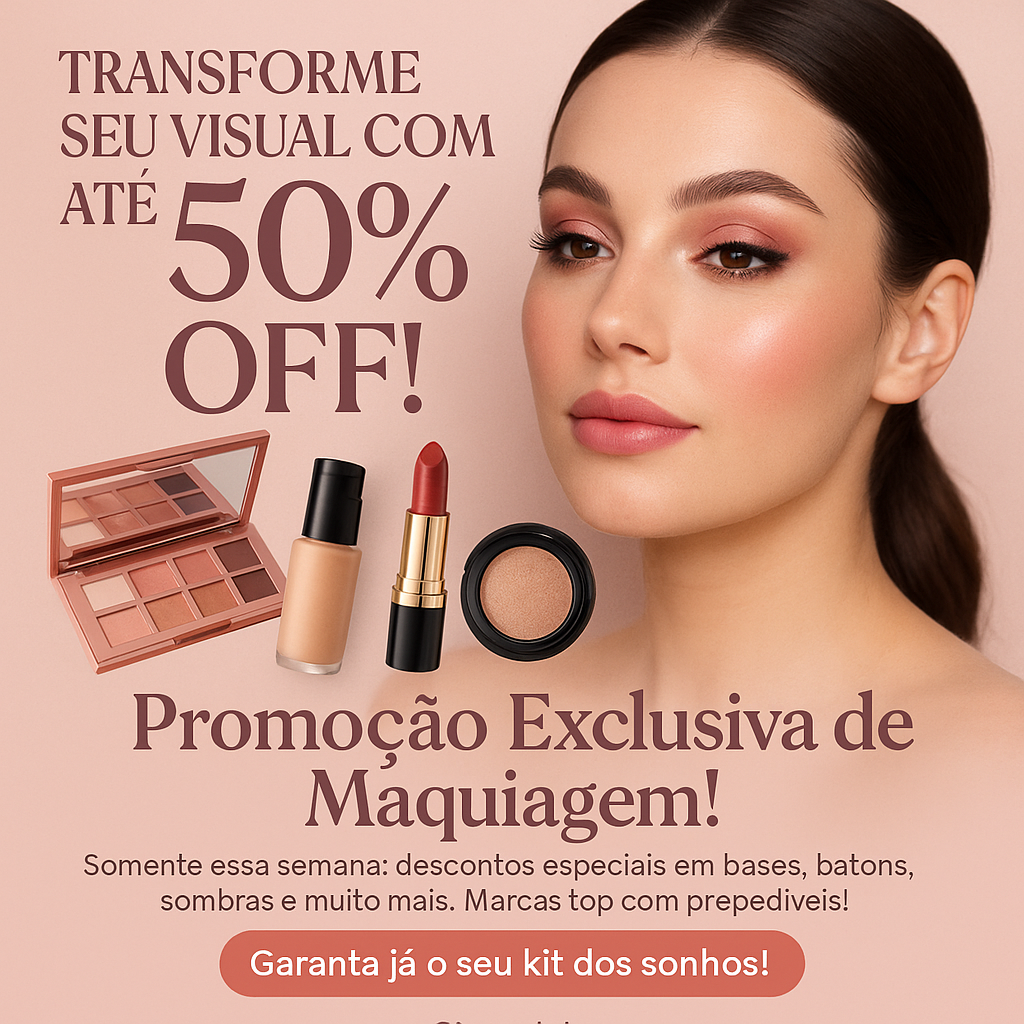 TRANSFORME
SEU VISUAL COM
ATÉ 50%
OFF!
Promoção Exclusiva de
Maquiagem!
Somente essa semana: descontos especiais em bases, batons,
sombras e muito mais. Marcas top com prepediveis!
Garanta já o seu kit dos sonhos!